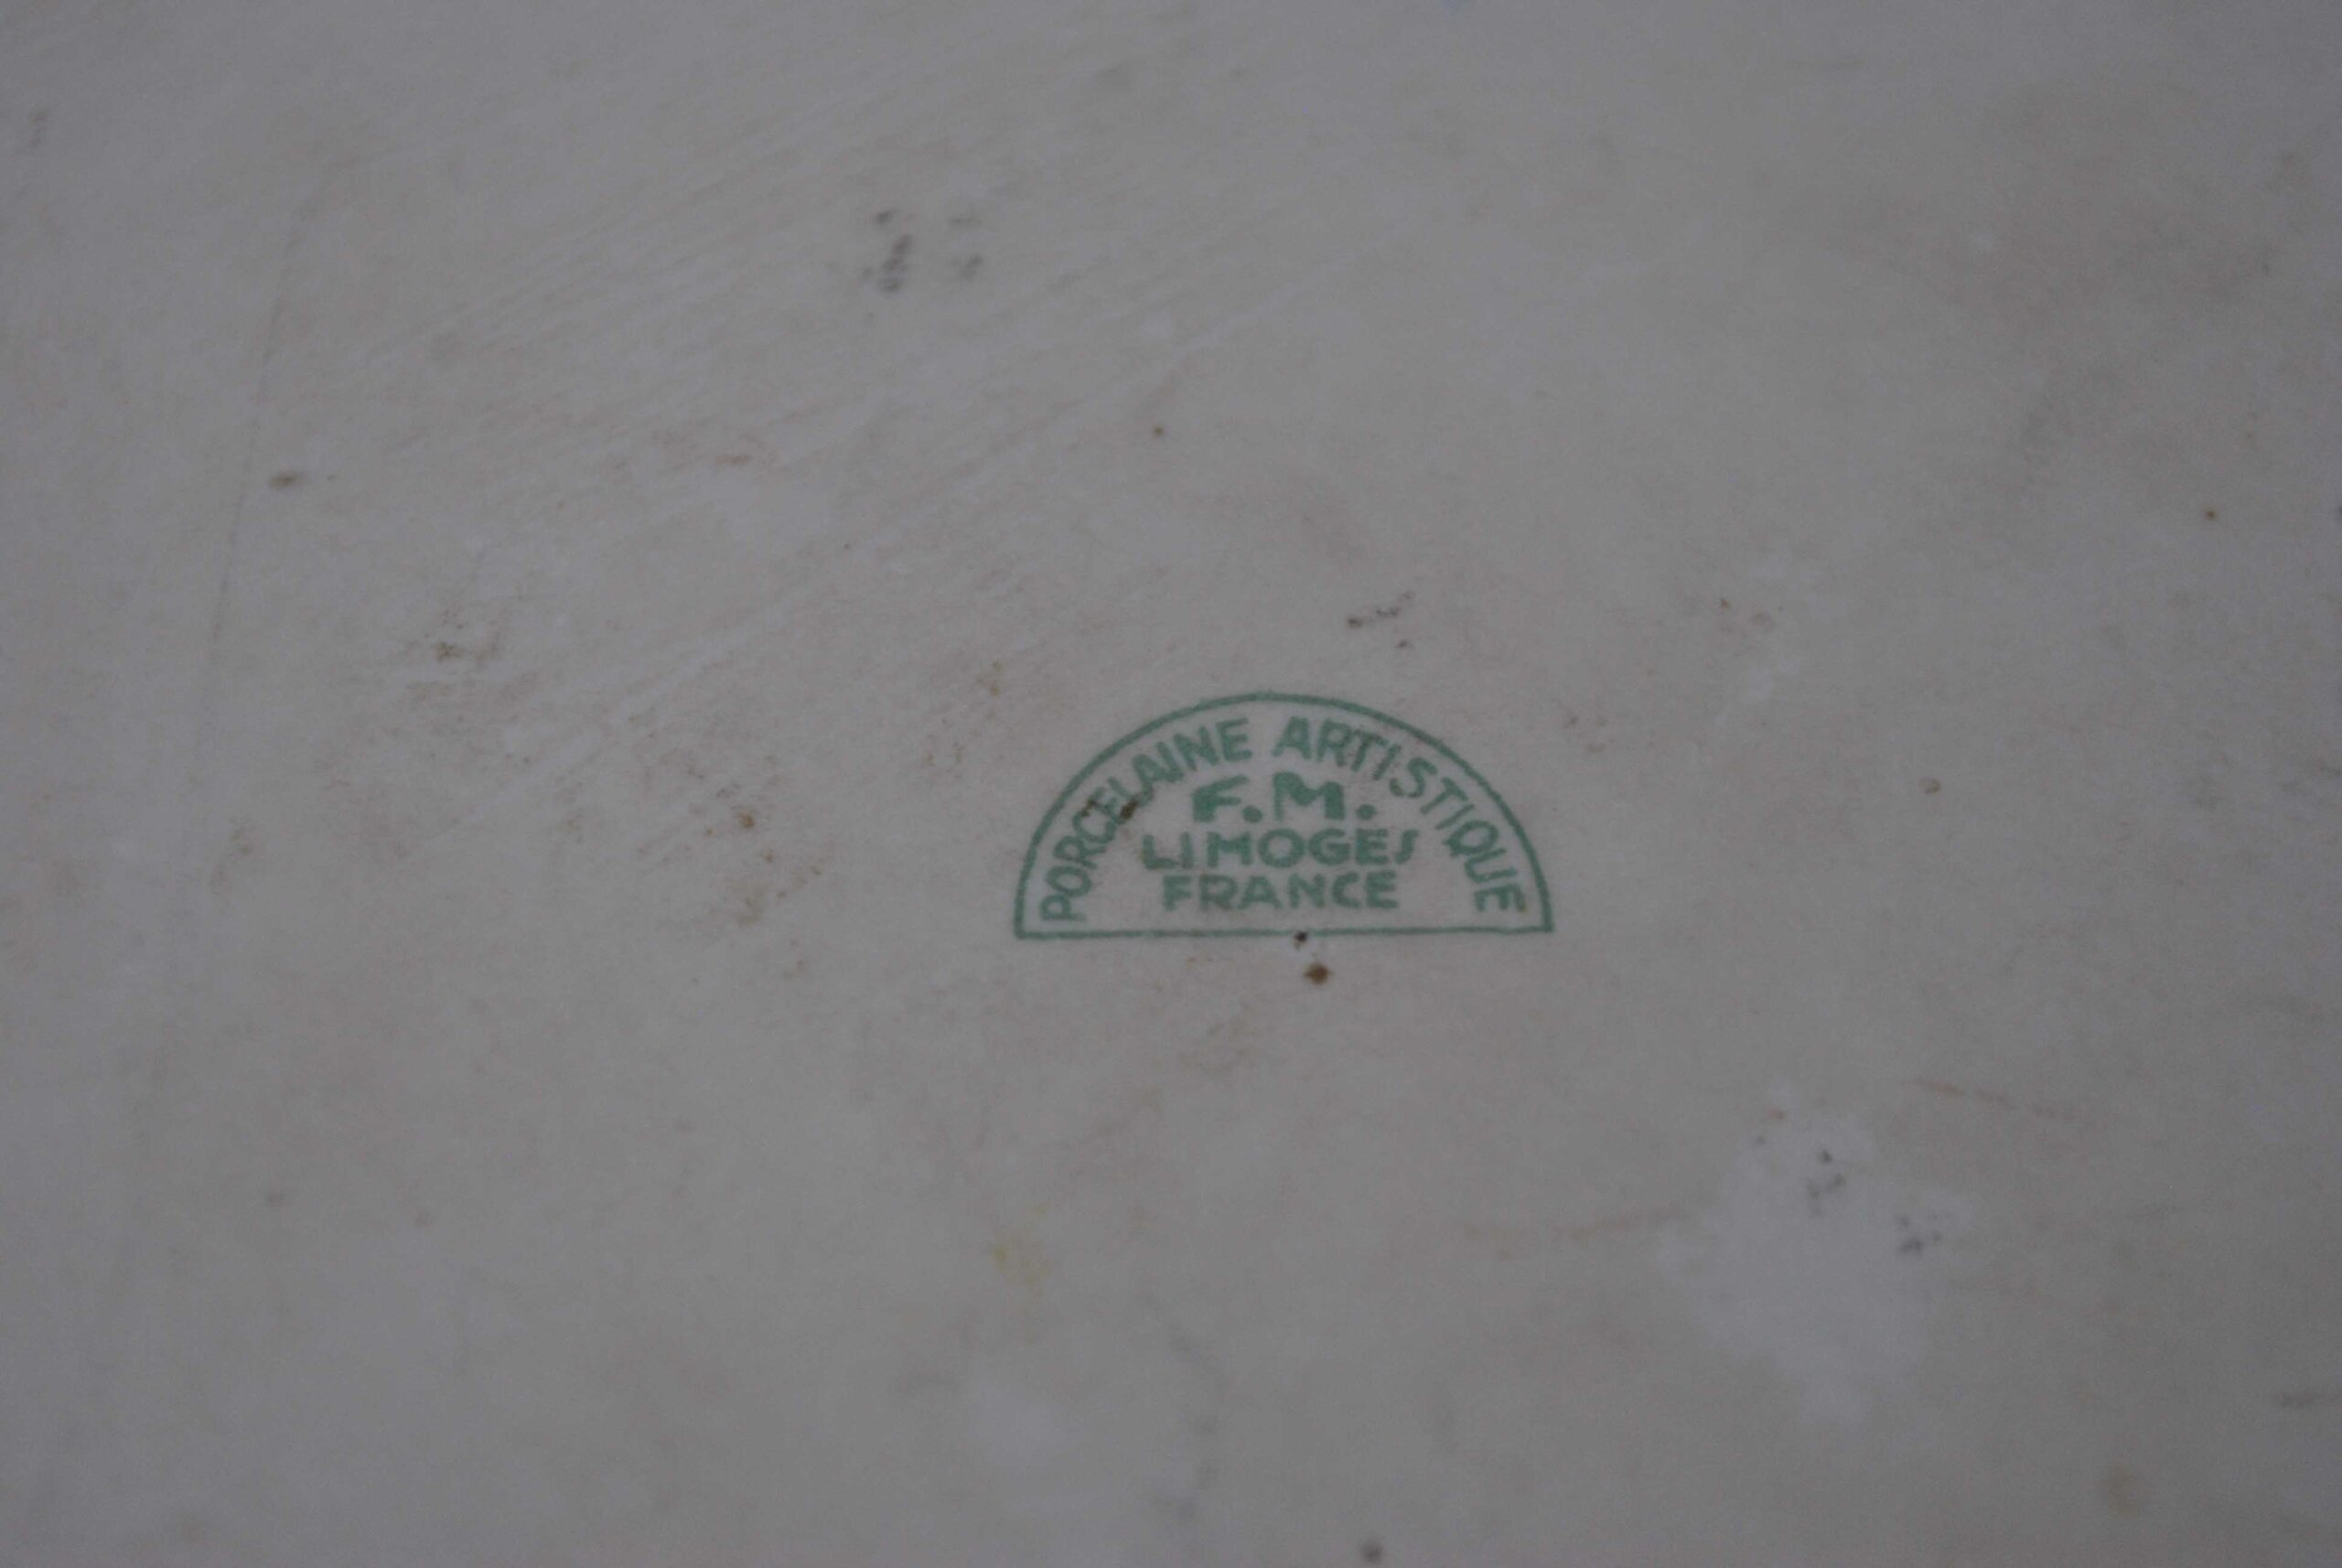 PORCELAINE ARTISTIQUE
F.M.
LIMOGES
FRANCE